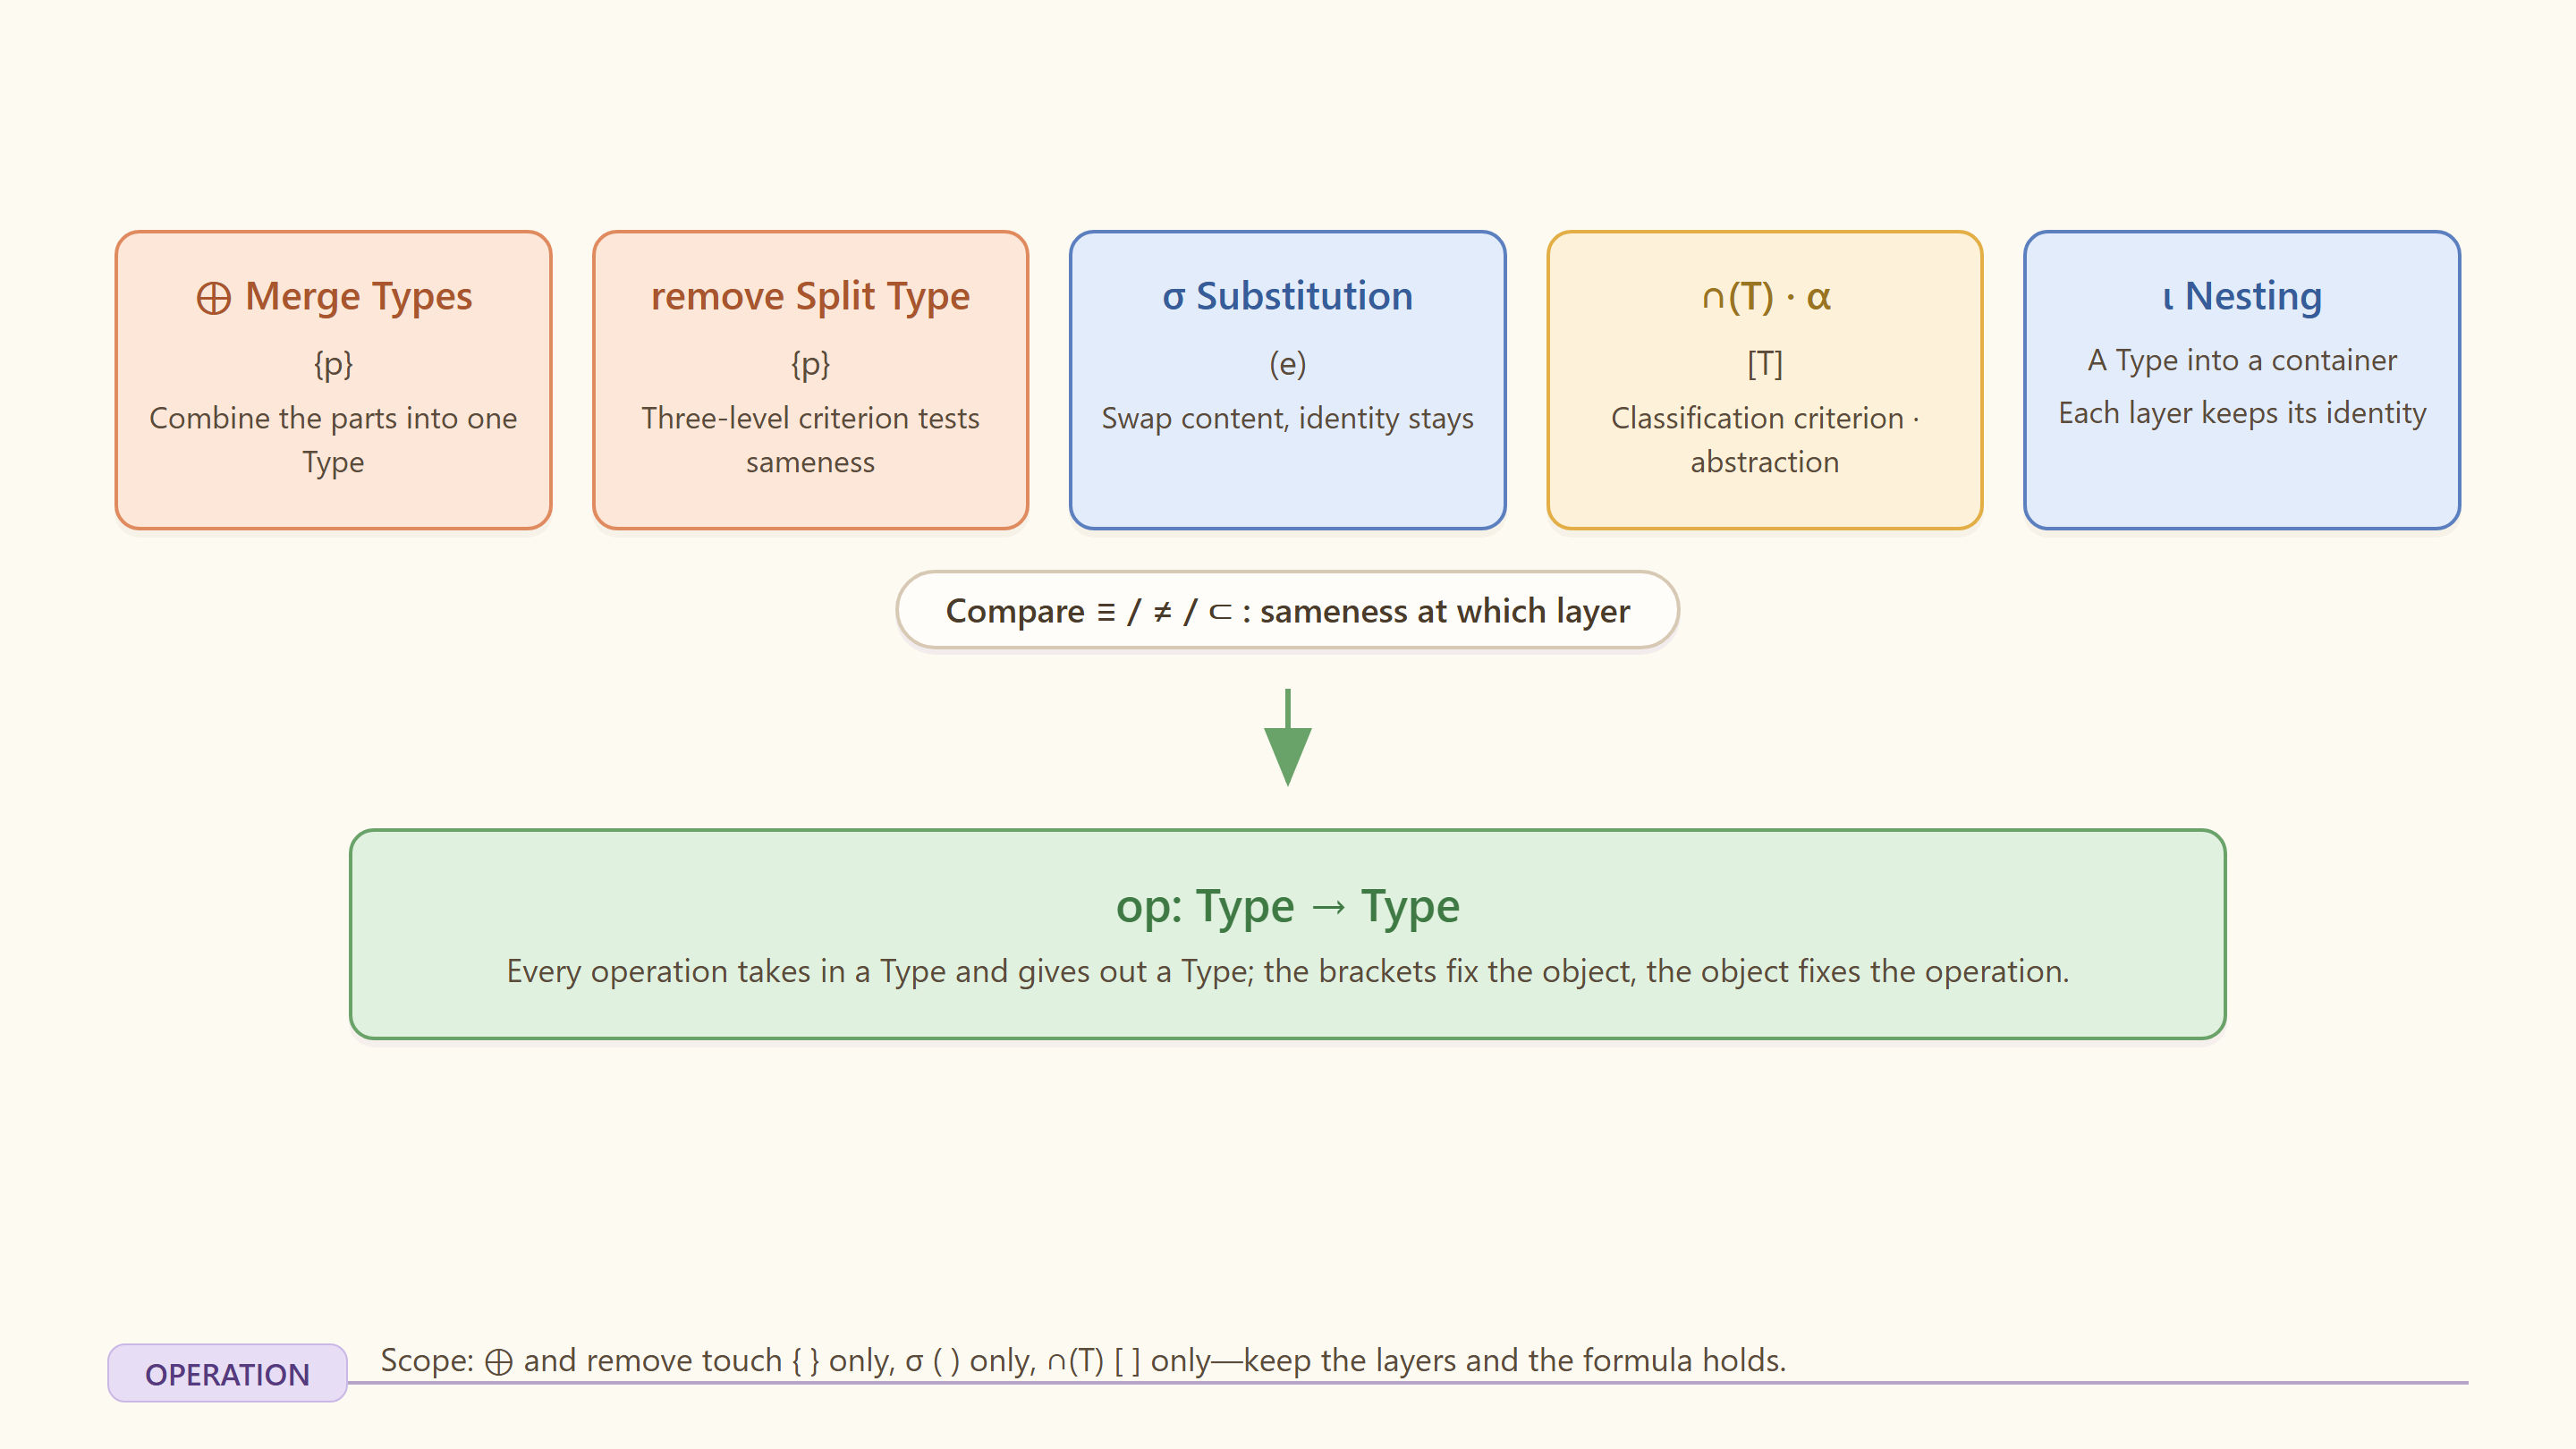 ⊕ Merge Types
{p}
Combine the parts into one
Type
remove Split Type
{p}
Three-level criterion tests
sameness
σ Substitution
(e)
Swap content, identity stays
∩(T) · α
[T]
Classification criterion ·
abstraction
ι Nesting
A Type into a container
Each layer keeps its identity
Compare ≡ / ≠ / ⊂ : sameness at which layer
op: Type → Type
Every operation takes in a Type and gives out a Type; the brackets fix the object, the object fixes the operation.
OPERATION
Scope: ⊕ and remove touch { } only, σ ( ) only, ∩(T) [ ] only—keep the layers and the formula holds.